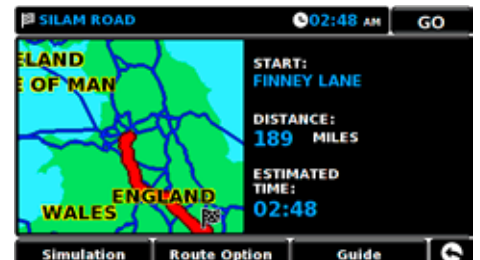 SILAM ROAD
02:48 AM
GO
ELAND
E OF MAN
ENGLAND
WALES
START:
FINNEY LANE
DISTANCE:
189 MILES
ESTIMATED
TIME:
02:48
Simulation
Route Option
Guide